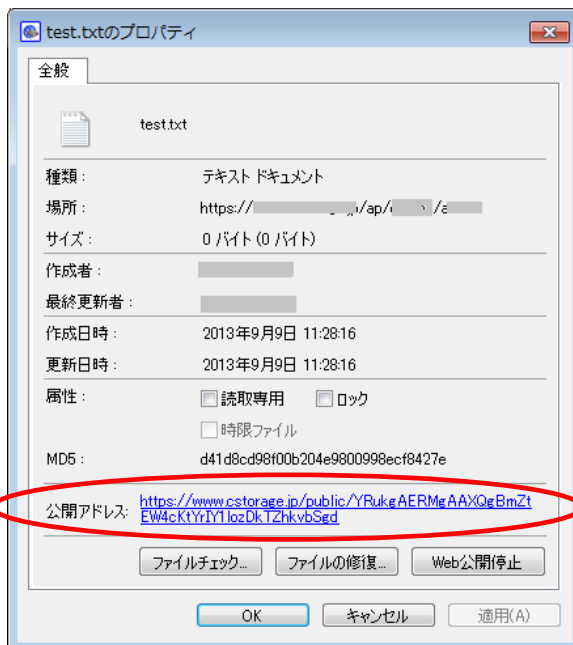 test.txtのプロパティ
全般
test.txt
種類： テキスト ドキュメント
場所： https:// /ap/ /a
サイズ： 0 バイト (0 バイト)
作成者：
最終更新者：
作成日時： 2013年9月9日 11:28:16
更新日時： 2013年9月9日 11:28:16
属性： 読取専用 ロック
時限ファイル
MD5： d41d8cd98f00b204e9800998ecf8427e
公開アドレス: https://www.cstorage.jp/public/YRukgAERMgAAXQgBmZt
EW4cKtYrIY1IozDkTZhkvbSgd
ファイルチェック... ファイルの修復... Web公開停止
OK キャンセル 適用(A)